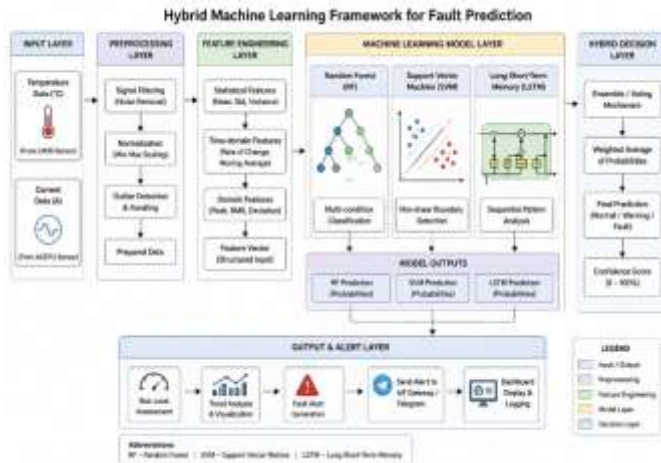 Hybrid Machine Learning Framework for Fault Prediction
INPUT LAYER
Temperature
Data (°C)
(From LM35 Sensor)
Current
Data (A)
Sensor)
PREPROCESSING
LAYER
Signal Filtering
(Noise Removal)
Normalization
(Min Max Scaling)
Outlier Detection
& Handling
Prepared Data
FEATURE ENGINEERING
LAYER
Statistical Features
(Mean, Std, Variance)
Time-domain Features
(Rate of Change
Moving Average)
Domain Features
(Peak, RMS, Deviation)
Feature Vector
(Structured Input)
MACHINE LEARNING MODEL LAYER
Random Forest
(RF)
Support Vector
Machine (SVM)
Long Short-Term
Memory (LSTM)
Multi-condition
Classification
Boundary
Detection
Sequential Pattern
Analysis
MODEL OUTPUTS
RF Prediction
(Probabilities)
SVM Prediction
(Probabilities)
LSTM Prediction
(Probabilities)
HYBRID DECISION
LAYER
Ensemble / Voting
Mechanism
Weighted Average
of Probabilities
Final Prediction
(Normal / Warning /
Fault)
Confidence Score
(0 – 100%)
OUTPUT & ALERT LAYER
Risk Level
Assessment
Trend Analysis
& Visualization
Fault Alert
Generation
Send Alert to
IoT Gateway /
Telegram
Dashboard
Display &
Logging
LEGEND
Input / Output
Preprocessing
Feature Engineering
Model Layer
Decision Layer
Abbreviations:
RF – Random Forest | SVM – Support Vector Machine | LSTM – Long Short-Term Memory